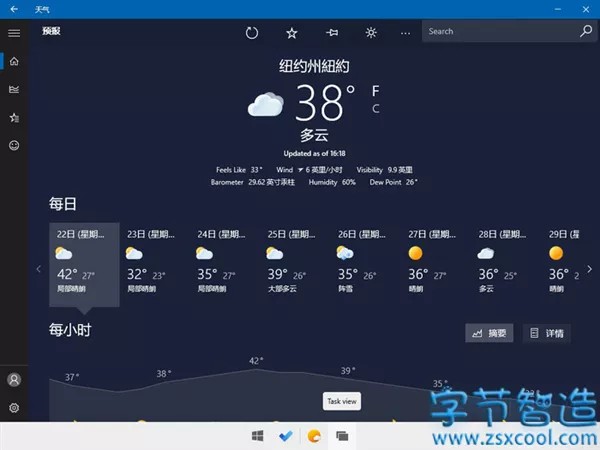 天气
预报
Search
纽约州紐約
38°
F
C
多云
Updated as of 16:18
Feels Like 33° Wind 6 英里/小时 Visibility 9.9 英里
Barometer 29.62 英寸汞柱 Humidity 60% Dew Point 26°
每日
22日 (星期... 23日 (星期... 24日 (星期... 25日 (星期... 26日 (星期... 27日 (星期... 28日 (星期... 29日 (星期
42° 27° 32° 23° 35° 24° 39° 26° 35° 26° 36° 27° 36° 25° 36°
局部晴朗 局部晴朗 局部晴朗 大部多云 阵雪 晴朗 多云 晴朗
每小时
摘要 详情
37° 38° 42° 39° 35°
Task view
字节智造
www.zsxcool.com